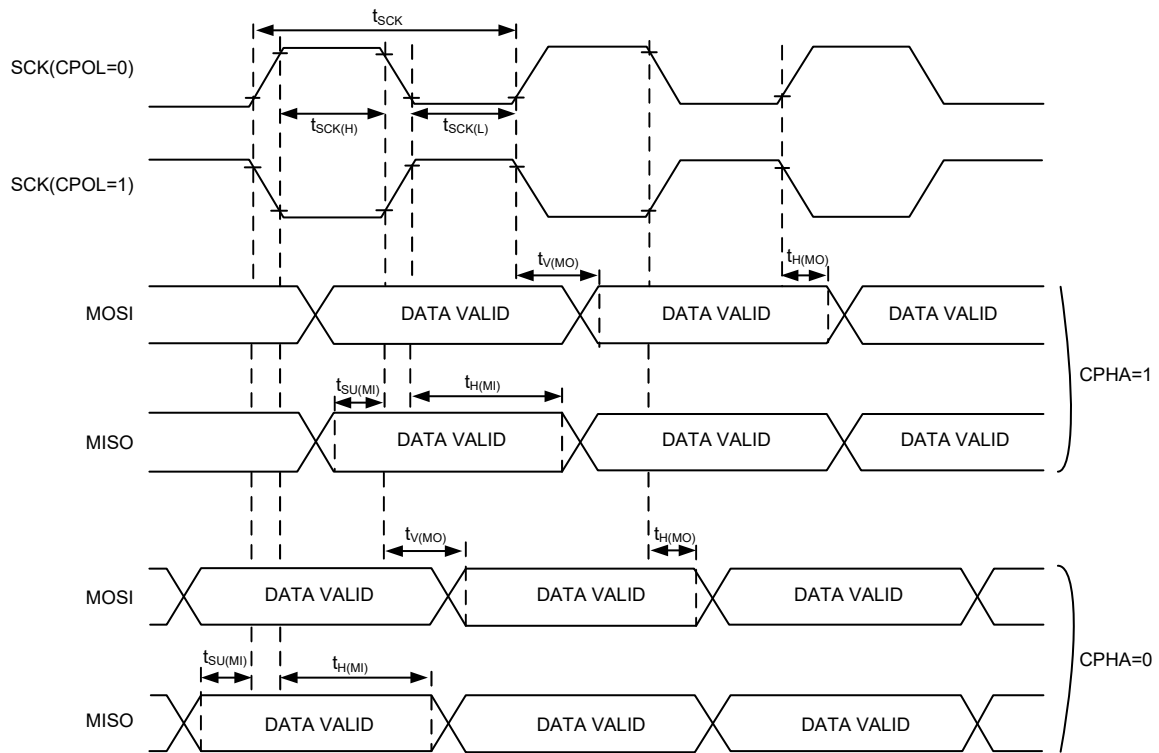 tSCK
SCK(CPOL=0)
tSCK(H)
tSCK(L)
SCK(CPOL=1)
tV(MO)
tH(MO)
MOSI
DATA VALID
DATA VALID
DATA VALID
CPHA=1
tSU(MI)
tH(MI)
MISO
DATA VALID
DATA VALID
DATA VALID
tV(MO)
tH(MO)
MOSI
DATA VALID
DATA VALID
DATA VALID
CPHA=0
tSU(MI)
tH(MI)
MISO
DATA VALID
DATA VALID
DATA VALID